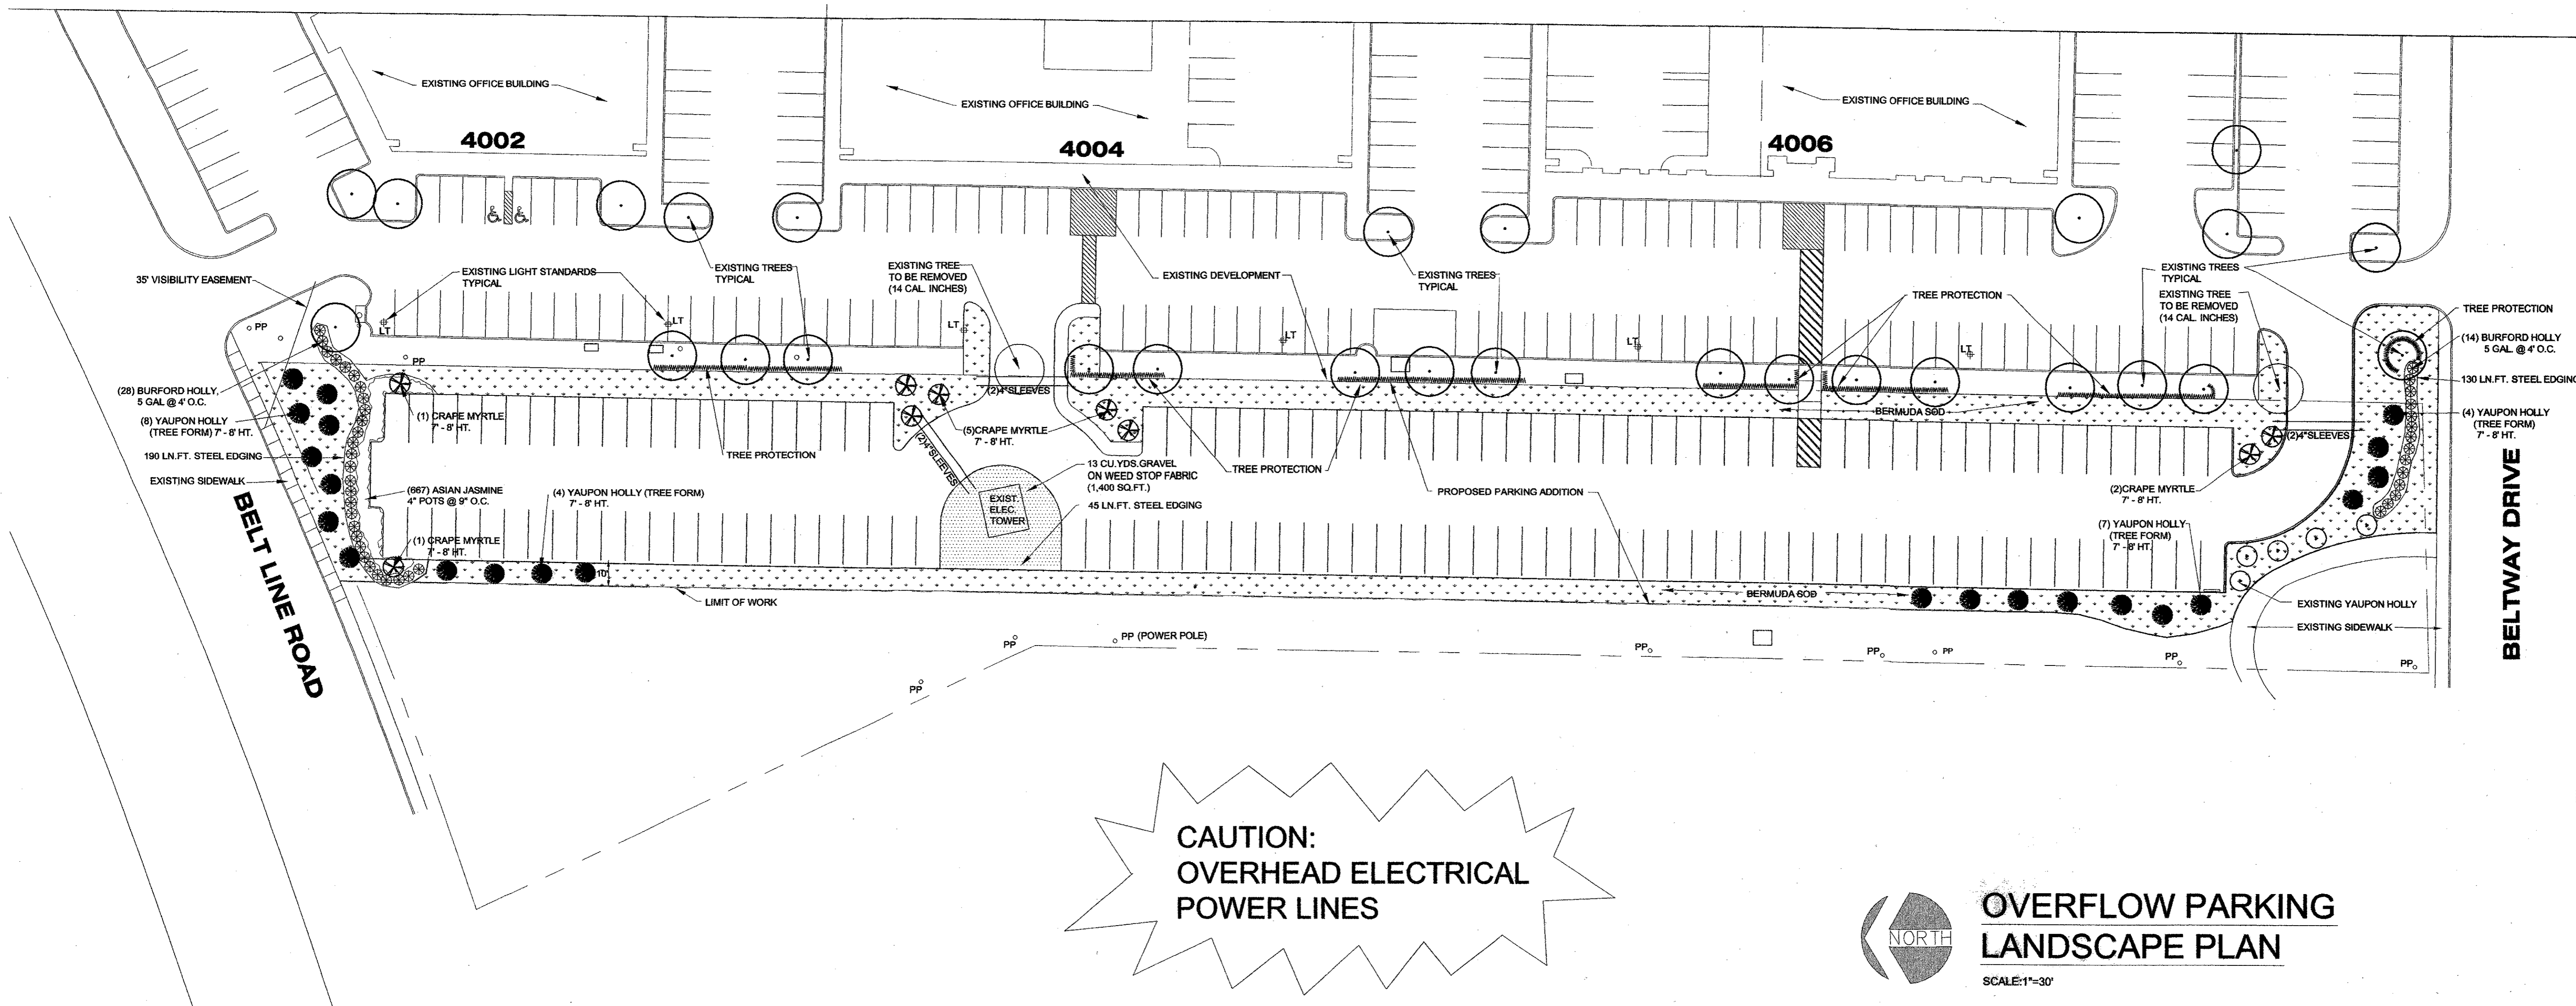 EXISTING OFFICE BUILDING
4002
EXISTING OFFICE BUILDING
4004
EXISTING OFFICE BUILDING
4006
35' VISIBILITY EASEMENT
EXISTING LIGHT STANDARDS
TYPICAL
EXISTING TREES
TYPICAL
EXISTING TREE
TO BE REMOVED
(14 CAL. INCHES)
EXISTING DEVELOPMENT
EXISTING TREES
TYPICAL
TREE PROTECTION
EXISTING TREES
TYPICAL
EXISTING TREE
TO BE REMOVED
(14 CAL. INCHES)
TREE PROTECTION
(14) BURFORD HOLLY
5 GAL. @ 4' O.C.
130 LN.FT. STEEL EDGING
(4) YAUPON HOLLY
(TREE FORM)
7' - 8' HT.
PP
LT
LT
LT
LT
LT
LT
PP
(28) BURFORD HOLLY,
5 GAL @ 4' O.C.
(8) YAUPON HOLLY
(TREE FORM) 7' - 8' HT.
190 LN.FT. STEEL EDGING
EXISTING SIDEWALK
(1) CRAPE MYRTLE
7' - 8' HT.
TREE PROTECTION
(2)4"SLEEVES
(2)4"SLEEVES
(5)CRAPE MYRTLE
7' - 8' HT.
TREE PROTECTION
BERMUDA SOD
(2)4"SLEEVES
(667) ASIAN JASMINE
4" POTS @ 9" O.C.
(4) YAUPON HOLLY (TREE FORM)
7' - 8' HT.
13 CU.YDS.GRAVEL
ON WEED STOP FABRIC
(1,400 SQ.FT.)
45 LN.FT. STEEL EDGING
EXIST.
ELEC.
TOWER
PROPOSED PARKING ADDITION
(2)CRAPE MYRTLE
7' - 8' HT.
(7) YAUPON HOLLY
(TREE FORM)
7' - 8' HT.
(1) CRAPE MYRTLE
7' - 8' HT.
10'
LIMIT OF WORK
BERMUDA SOD
EXISTING YAUPON HOLLY
EXISTING SIDEWALK
BELT LINE ROAD
BELTWAY DRIVE
PP
PP (POWER POLE)
PP
PP
PP
PP
PP
PP
CAUTION:
OVERHEAD ELECTRICAL
POWER LINES
NORTH
OVERFLOW PARKING
LANDSCAPE PLAN
SCALE:1"=30'